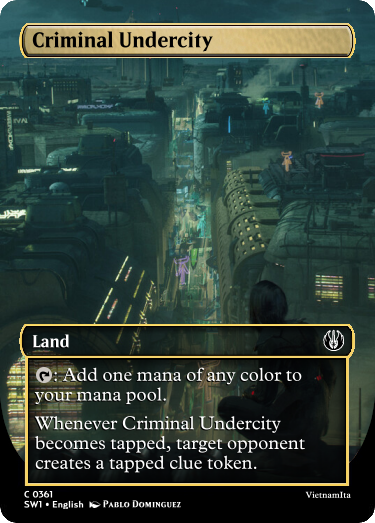 Criminal Undercity
Land
: Add one mana of any color to
your mana pool.
Whenever Criminal Undercity
becomes tapped, target opponent
creates a tapped clue token.
C 0361
SW1 • English PABLO DOMINGUEZ
VietnamIta